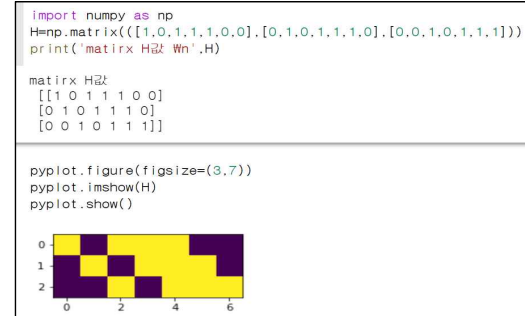 import numpy as np
H=np.matrix(([1,0,1,1,1,0,0],[0,1,0,1,1,1,0],[0,0,1,0,1,1,1]))
print('matirx H값 ₩n',H)
matirx H값
[[1 0 1 1 1 0 0]
[0 1 0 1 1 1 0]
[0 0 1 0 1 1 1]]
pyplot.figure(figsize=(3,7))
pyplot.imshow(H)
pyplot.show()
0
1
2
0 2 4 6